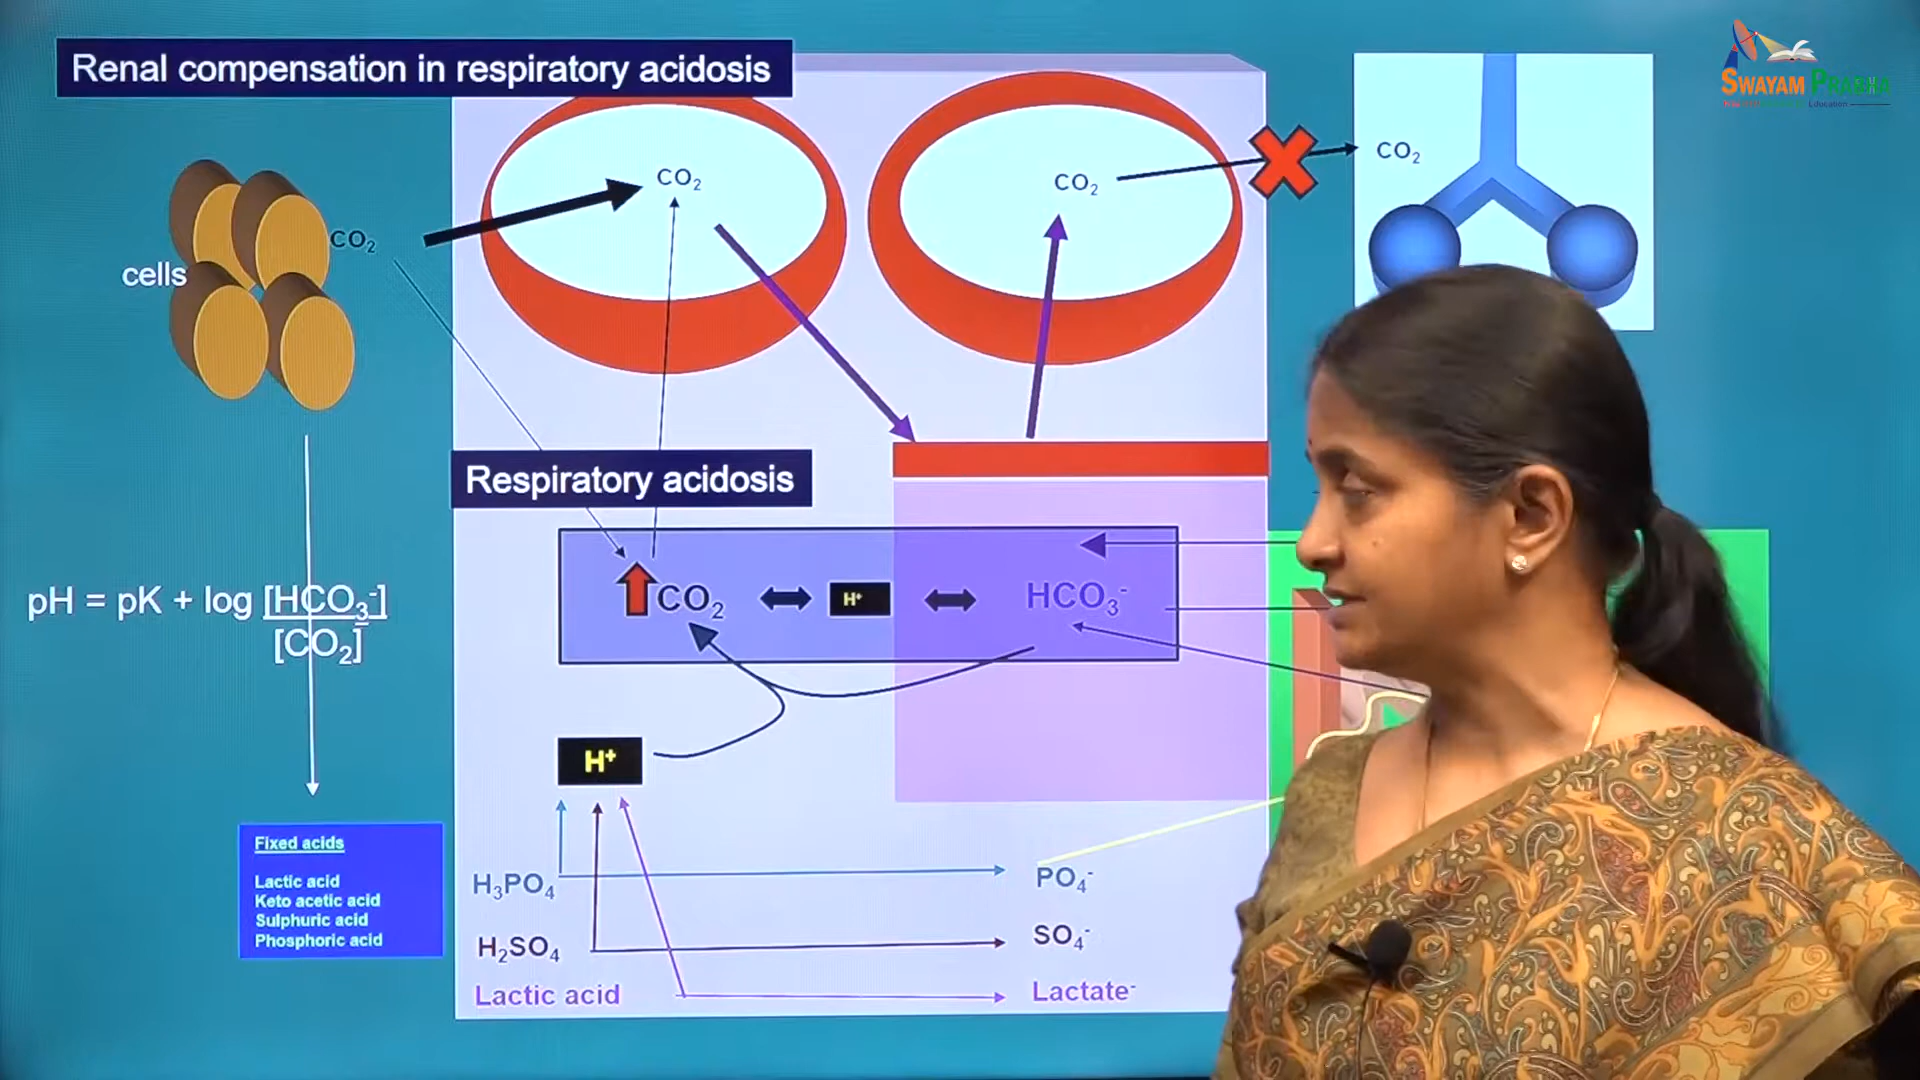 Renal compensation in respiratory acidosis
SWAYAM PRABHA
Education
CO₂
CO₂
CO₂
CO₂
cells
Respiratory acidosis
pH = pK + log [HCO₃⁻]
[CO₂]
CO₂
H⁺
HCO₃⁻
H⁺
Fixed acids
Lactic acid
Keto acetic acid
Sulphuric acid
Phosphoric acid
H₃PO₄
PO₄⁻
H₂SO₄
SO₄⁻
Lactic acid
Lactate⁻